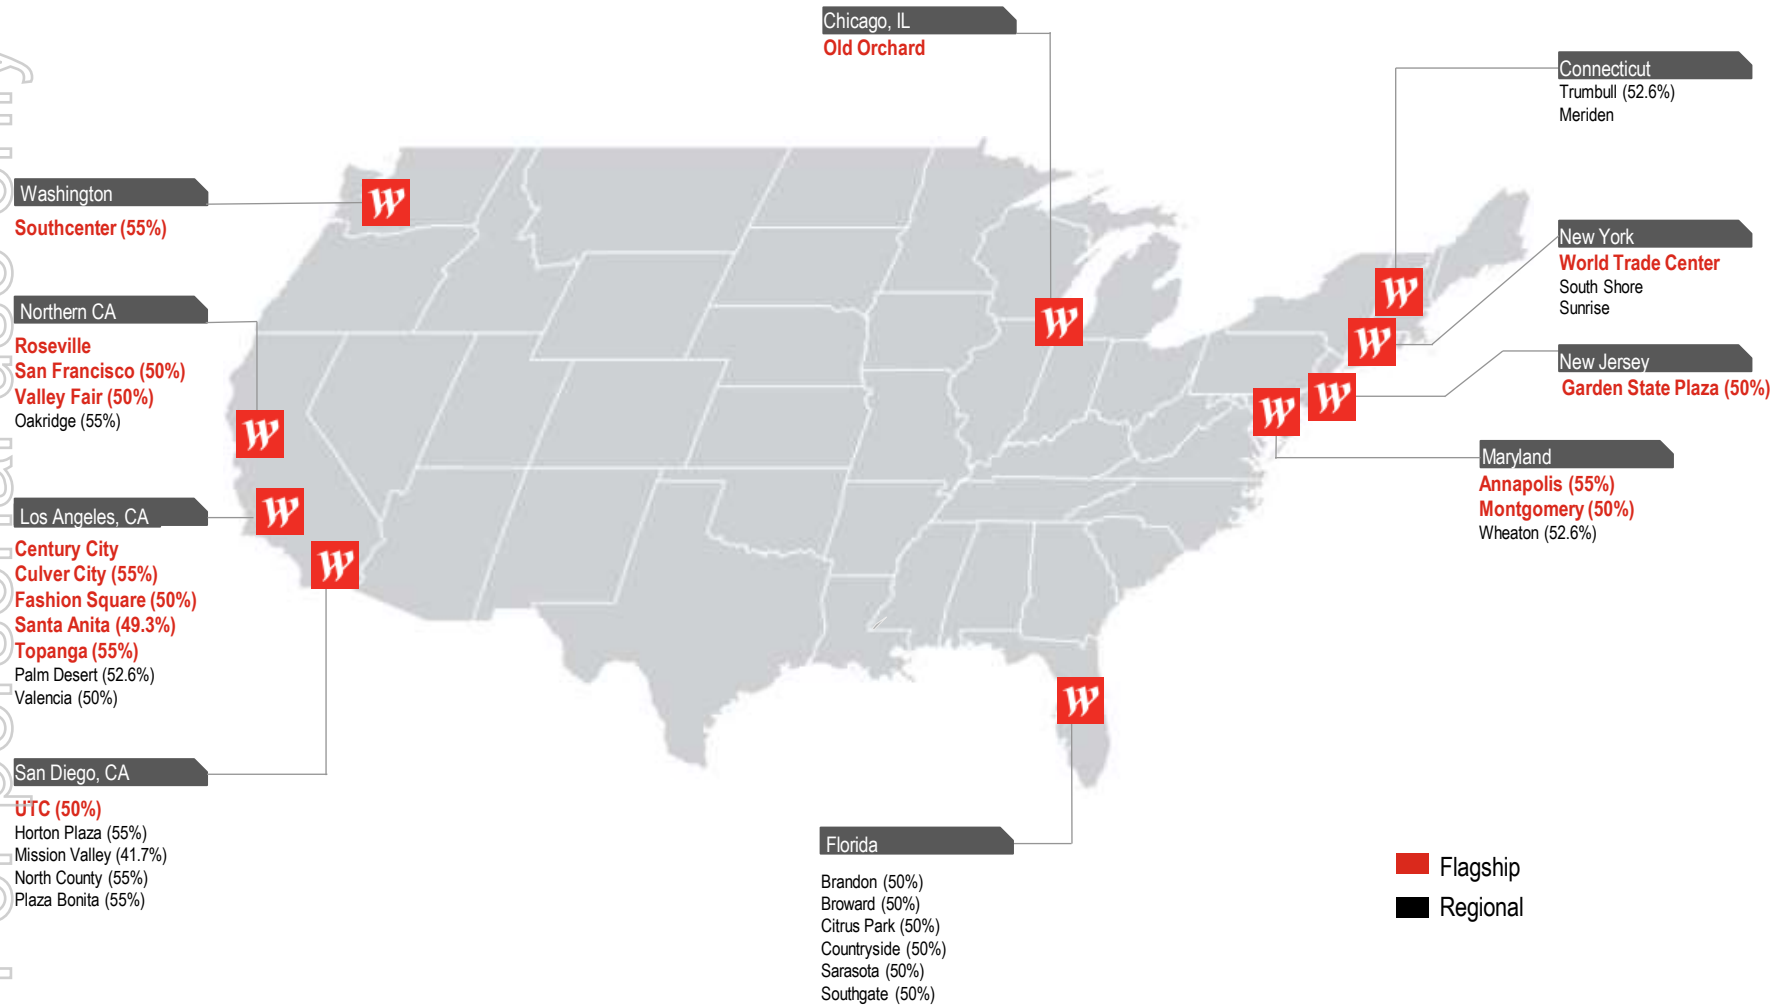 Chicago, IL
Old Orchard
Connecticut
Trumbull (52.6%)
Meriden
Washington
Southcenter (55%)
New York
World Trade Center
South Shore
Sunrise
Northern CA
Roseville
San Francisco (50%)
Valley Fair (50%)
Oakridge (55%)
New Jersey
Garden State Plaza (50%)
Maryland
Annapolis (55%)
Montgomery (50%)
Wheaton (52.6%)
Los Angeles, CA
Century City
Culver City (55%)
Fashion Square (50%)
Santa Anita (49.3%)
Topanga (55%)
Palm Desert (52.6%)
Valencia (50%)
San Diego, CA
UTC (50%)
Horton Plaza (55%)
Mission Valley (41.7%)
North County (55%)
Plaza Bonita (55%)
Florida
Brandon (50%)
Broward (50%)
Citrus Park (50%)
Countryside (50%)
Sarasota (50%)
Southgate (50%)
Flagship
Regional
For personal use only